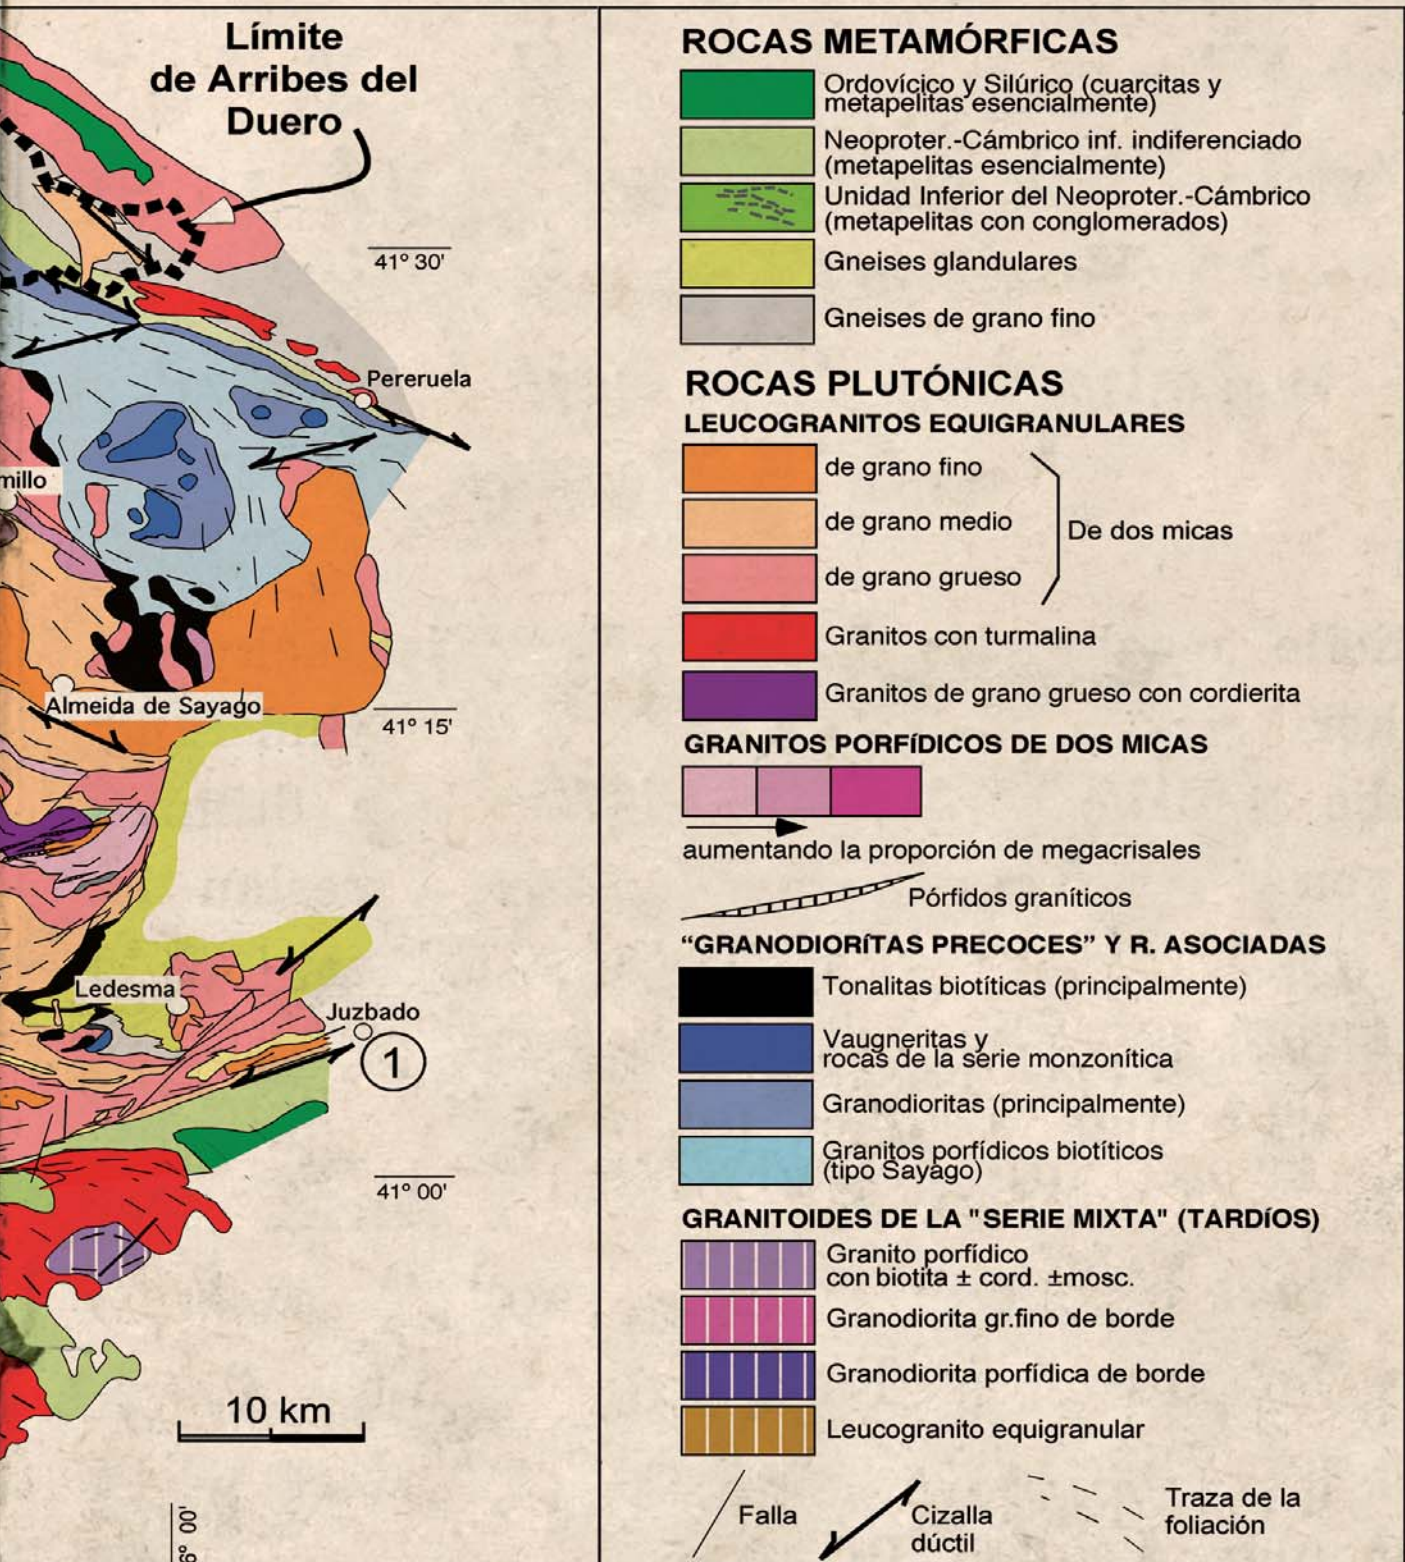 Límite
de Arribes del
Duero
41º 30'
Pereruela
millo
Almeida de Sayago
41º 15'
Ledesma
Juzbado
1
41º 00'
10 km
6º 00'
ROCAS METAMÓRFICAS
Ordovícico y Silúrico (cuarcitas y
metapelitas esencialmente)
Neoproter.-Cámbrico inf. indiferenciado
(metapelitas esencialmente)
Unidad Inferior del Neoproter.-Cámbrico
(metapelitas con conglomerados)
Gneises glandulares
Gneises de grano fino
ROCAS PLUTÓNICAS
LEUCOGRANITOS EQUIGRANULARES
de grano fino
de grano medio
De dos micas
de grano grueso
Granitos con turmalina
Granitos de grano grueso con cordierita
GRANITOS PORFÍDICOS DE DOS MICAS
aumentando la proporción de megacrisales
Pórfidos graníticos
“GRANODIORÍTAS PRECOCES” Y R. ASOCIADAS
Tonalitas biotíticas (principalmente)
Vaugneritas y
rocas de la serie monzonítica
Granodioritas (principalmente)
Granitos porfídicos biotíticos
(tipo Sayago)
GRANITOIDES DE LA "SERIE MIXTA" (TARDÍOS)
Granito porfídico
con biotita ± cord. ±mosc.
Granodiorita gr.fino de borde
Granodiorita porfídica de borde
Leucogranito equigranular
Falla
Cizalla
dúctil
Traza de la
foliación